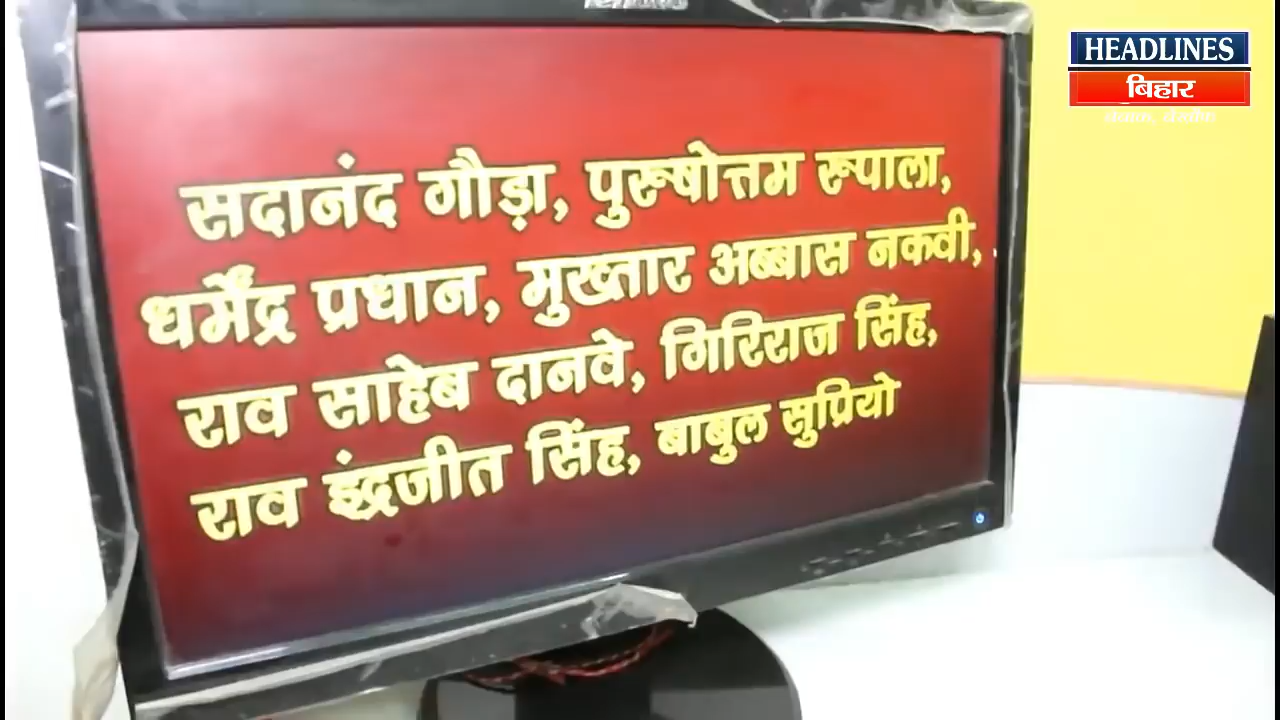 HEADLINES
बिहार
सदानंद गौड़ा, पुरुषोत्तम रुपाला,
धर्मेंद्र प्रधान, मुख्तार अब्बास नकवी,
राव साहेब दानवे, गिरिराज सिंह,
राव इंद्रजीत सिंह, बाबुल सुप्रियो